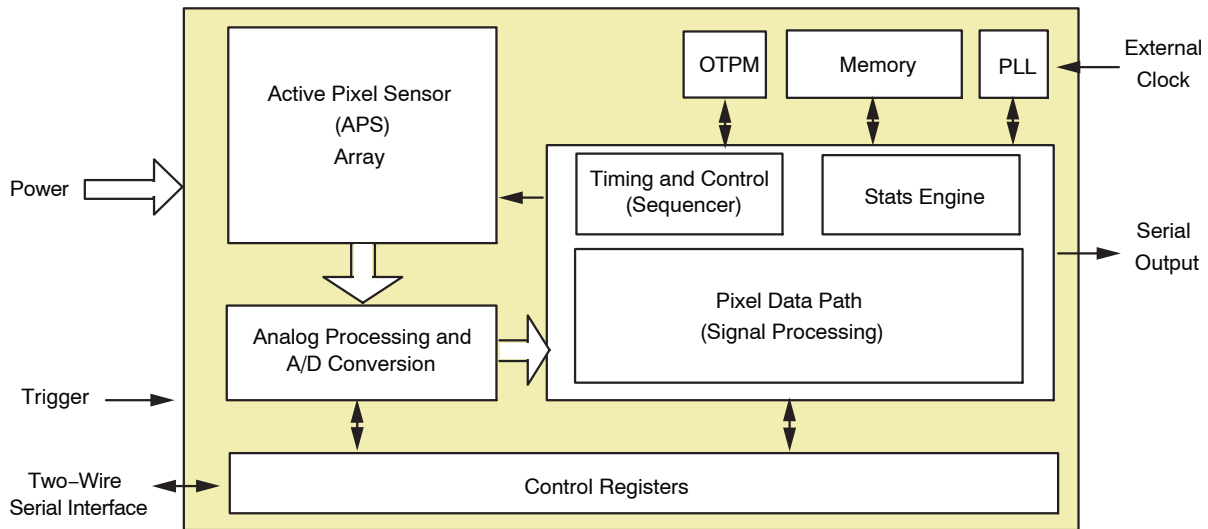 Active Pixel Sensor
(APS)
Array
OTPM
Memory
PLL
External
Clock
Power
Timing and Control
(Sequencer)
Stats Engine
Serial
Output
Pixel Data Path
(Signal Processing)
Analog Processing and
A/D Conversion
Trigger
Two−Wire
Serial Interface
Control Registers